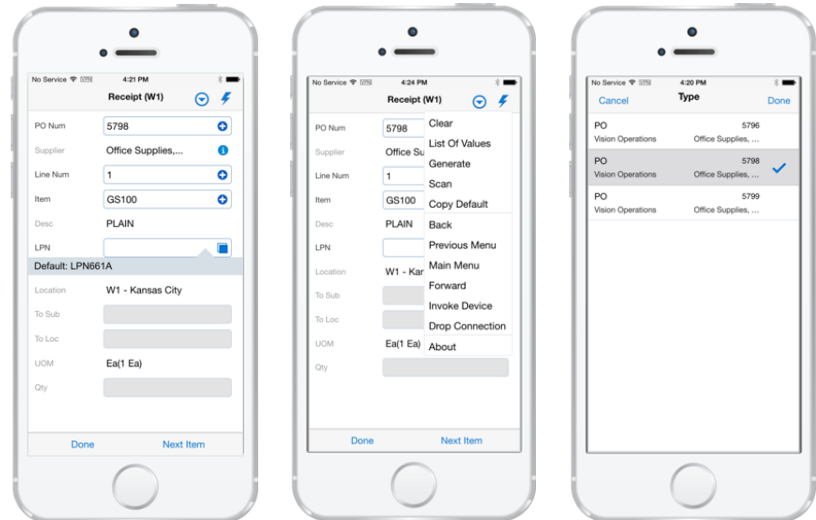 No Service
4:21 PM
Receipt (W1)
PO Num 5798
Supplier Office Supplies,...
Line Num 1
Item GS100
Desc PLAIN
LPN
Default: LPN661A
Location W1 - Kansas City
To Sub
To Loc
UOM Ea(1 Ea)
Qty
Done Next Item
No Service
4:24 PM
Receipt (W1)
PO Num 5798
Supplier Office Su
Line Num 1
Item GS100
Desc PLAIN
LPN
Location W1 - Kar
To Sub
To Loc
UOM Ea(1 Ea)
Qty
Clear
List Of Values
Generate
Scan
Copy Default
Back
Previous Menu
Main Menu
Forward
Invoke Device
Drop Connection
About
Done Next Item
No Service
4:20 PM
Cancel Type Done
PO 5796
Vision Operations Office Supplies, ...
PO 5798
Vision Operations Office Supplies, ...
PO 5799
Vision Operations Office Supplies, ...